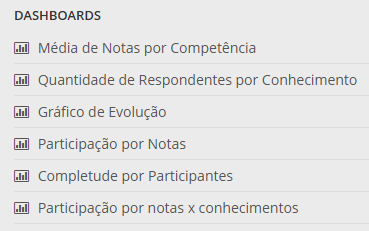 DASHBOARDS
Média de Notas por Competência
Quantidade de Respondentes por Conhecimento
Gráfico de Evolução
Participação por Notas
Completude por Participantes
Participação por notas x conhecimentos